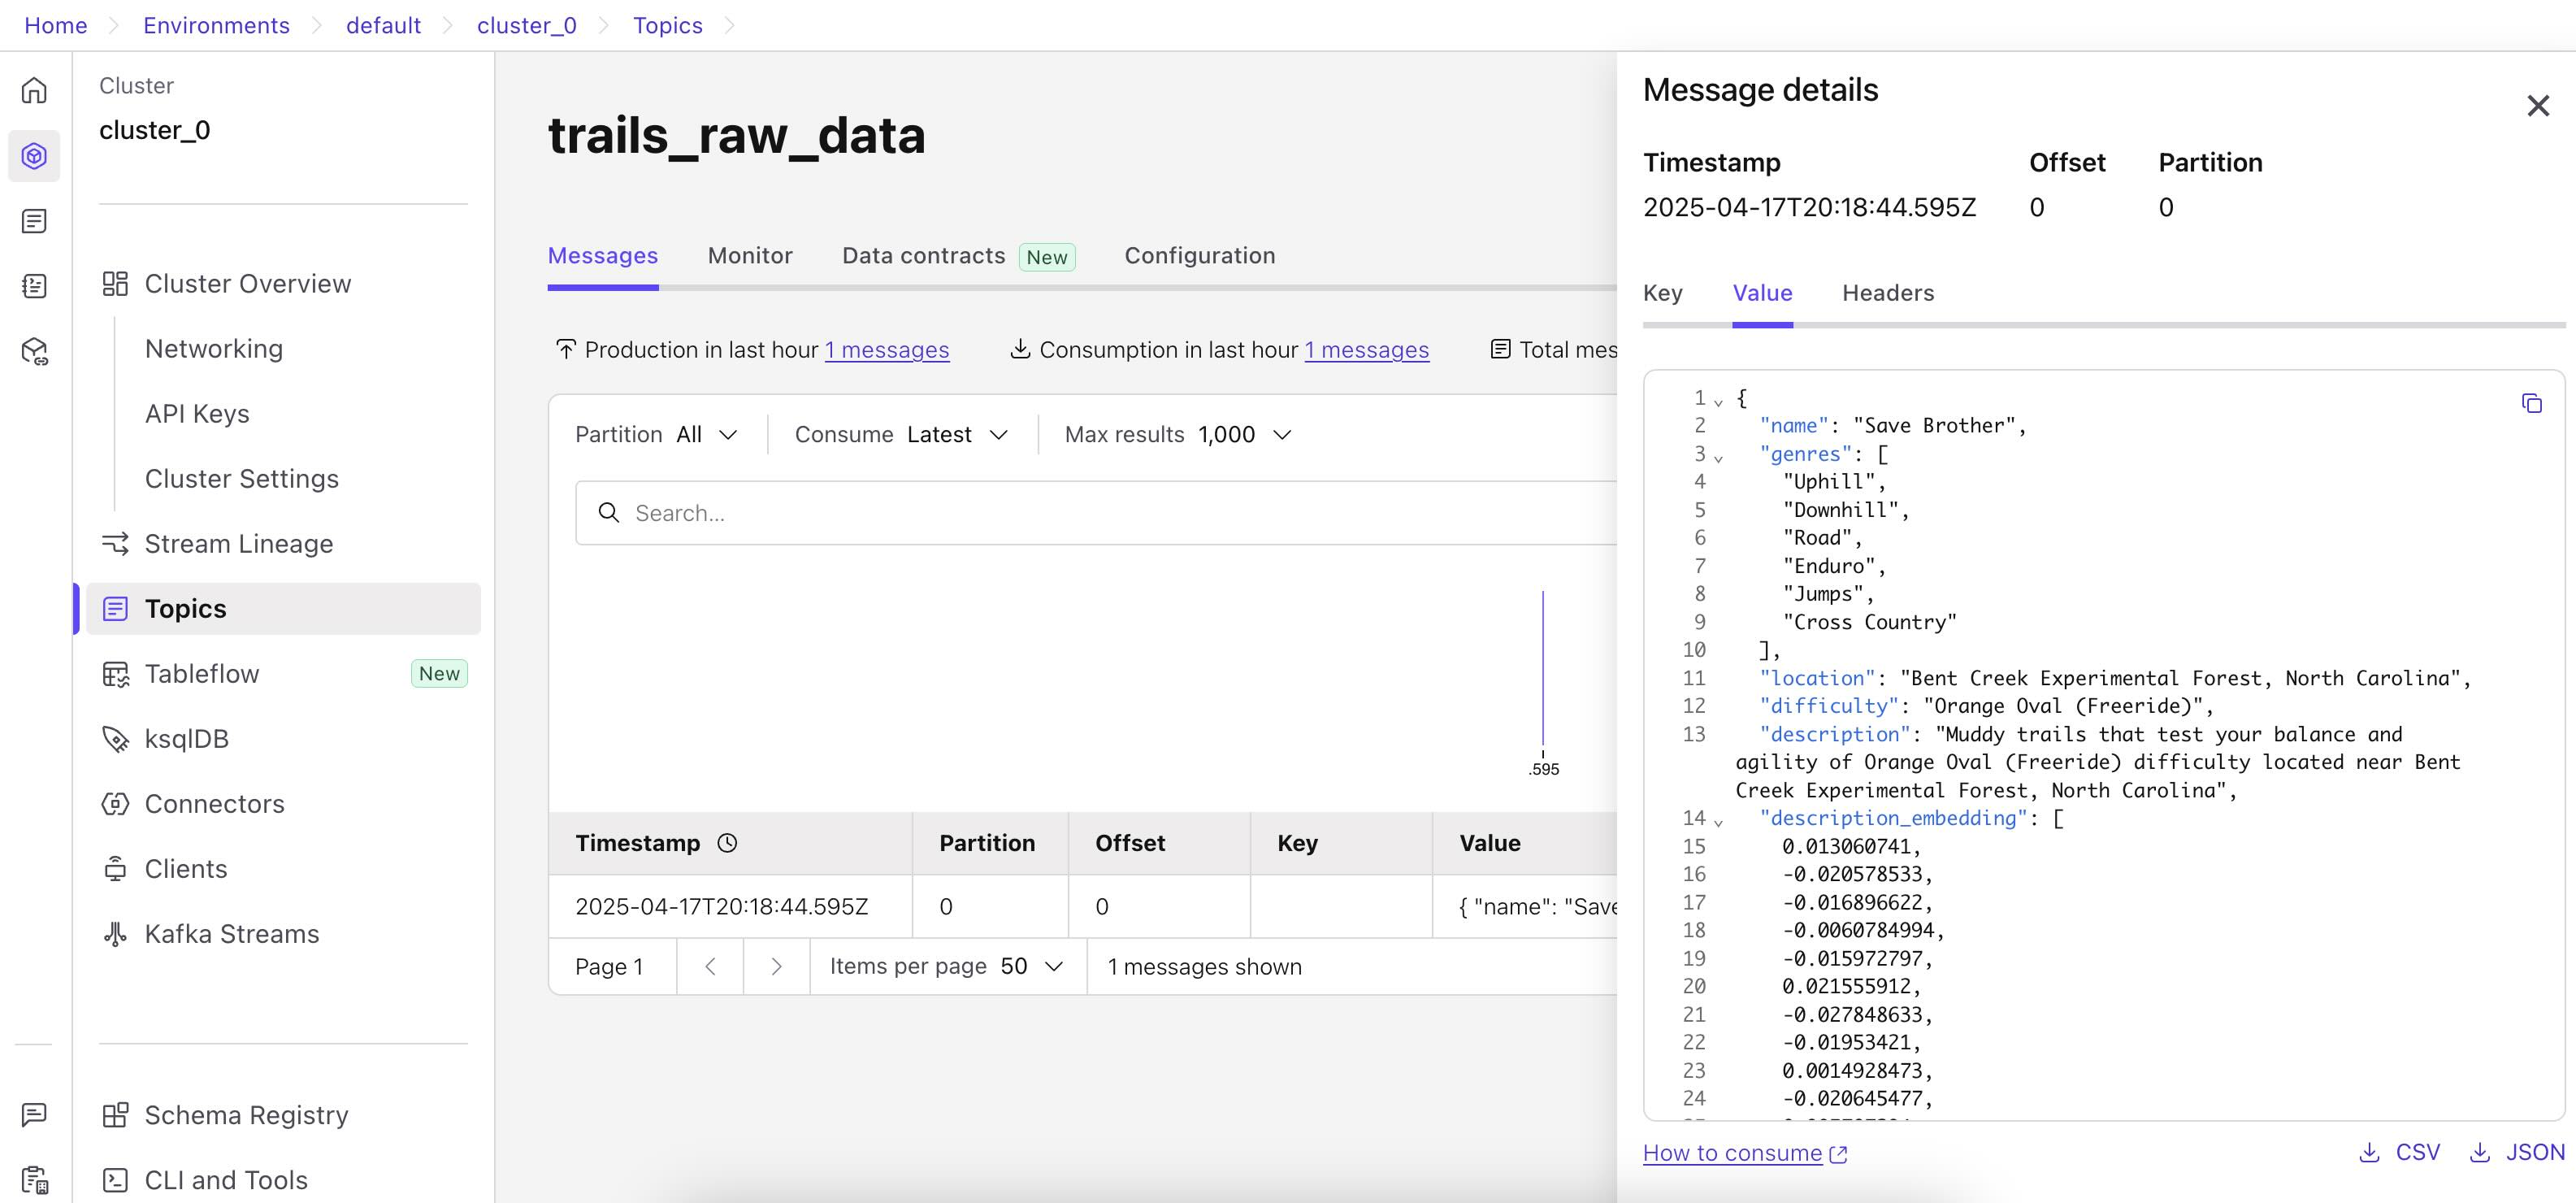 Home
Environments
default
cluster_0
Topics
Cluster
cluster_0
Cluster Overview
Networking
API Keys
Cluster Settings
Stream Lineage
Topics
Tableflow New
ksqlDB
Connectors
Clients
Kafka Streams
Schema Registry
CLI and Tools
trails_raw_data
Messages Monitor Data contracts New Configuration
Production in last hour 1 messages Consumption in last hour 1 messages Total mes
Partition All Consume Latest Max results 1,000
Search...
.595
Timestamp Partition Offset Key Value
2025-04-17T20:18:44.595Z 0 0 { "name": "Save
Page 1 Items per page 50 1 messages shown
Message details
Timestamp Offset Partition
2025-04-17T20:18:44.595Z 0 0
Key Value Headers
1 {
2 "name": "Save Brother",
3 "genres": [
4 "Uphill",
5 "Downhill",
6 "Road",
7 "Enduro",
8 "Jumps",
9 "Cross Country"
10 ],
11 "location": "Bent Creek Experimental Forest, North Carolina",
12 "difficulty": "Orange Oval (Freeride)",
13 "description": "Muddy trails that test your balance and
agility of Orange Oval (Freeride) difficulty located near Bent
Creek Experimental Forest, North Carolina",
14 "description_embedding": [
15 0.013060741,
16 -0.020578533,
17 -0.016896622,
18 -0.0060784994,
19 -0.015972797,
20 0.021555912,
21 -0.027848633,
22 -0.01953421,
23 0.0014928473,
24 -0.020645477,
How to consume CSV JSON